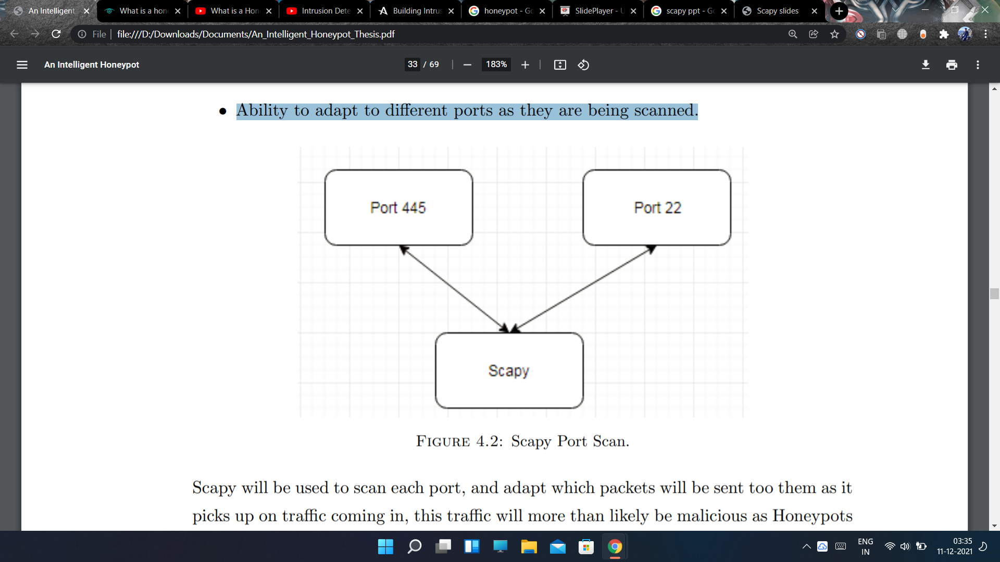 An Intelligent
What is a hon
What is a Hon
Intrusion Dete
Building Intrus
honeypot - Go
SlidePlayer - U
scapy ppt - Go
Scapy slides
File
file:///D:/Downloads/Documents/An_Intelligent_Honeypot_Thesis.pdf
An Intelligent Honeypot
33 / 69
183%
• Ability to adapt to different ports as they are being scanned.
Port 445
Port 22
Scapy
FIGURE 4.2: Scapy Port Scan.
Scapy will be used to scan each port, and adapt which packets will be sent too them as it
picks up on traffic coming in, this traffic will more than likely be malicious as Honeypots
ENG
IN
03:35
11-12-2021